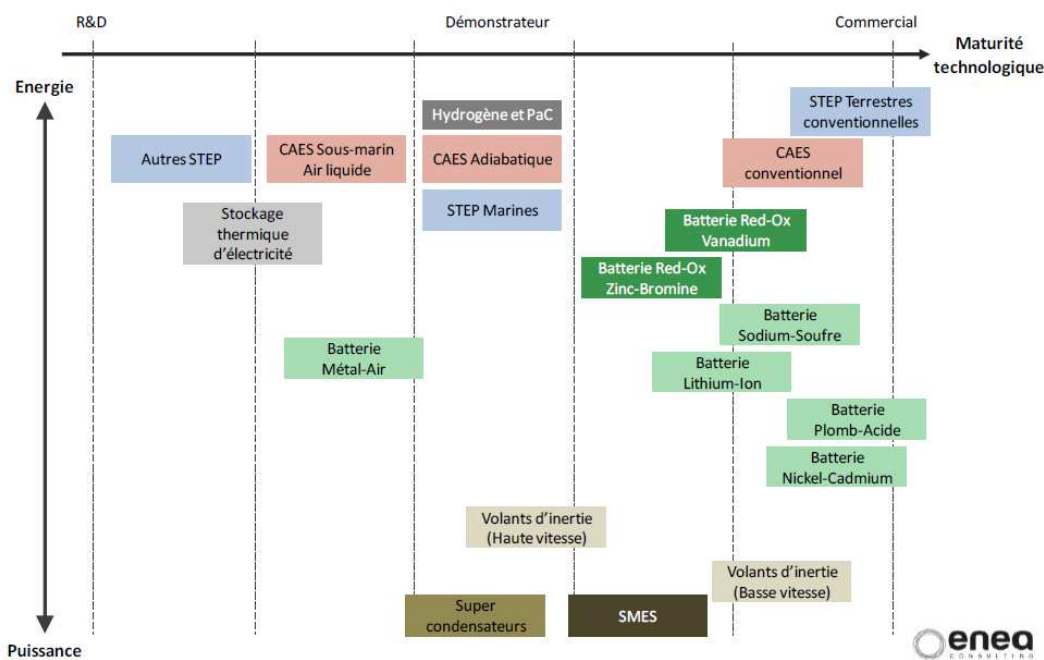 R&D
Démonstrateur
Commercial
Maturité
technologique
Energie
Hydrogène et PaC
STEP Terrestres
conventionnelles
Autres STEP
CAES Sous-marin
Air liquide
CAES Adiabatique
CAES
conventionnel
STEP Marines
Stockage
thermique
d'électricité
Batterie Red-Ox
Vanadium
Batterie Red-Ox
Zinc-Bromine
Batterie
Sodium-Soufre
Batterie
Métal-Air
Batterie
Lithium-Ion
Batterie
Plomb-Acide
Batterie
Nickel-Cadmium
Volants d'inertie
(Haute vitesse)
Volants d'inertie
(Basse vitesse)
Super
condensateurs
SMES
Puissance
enea
CONSULTING